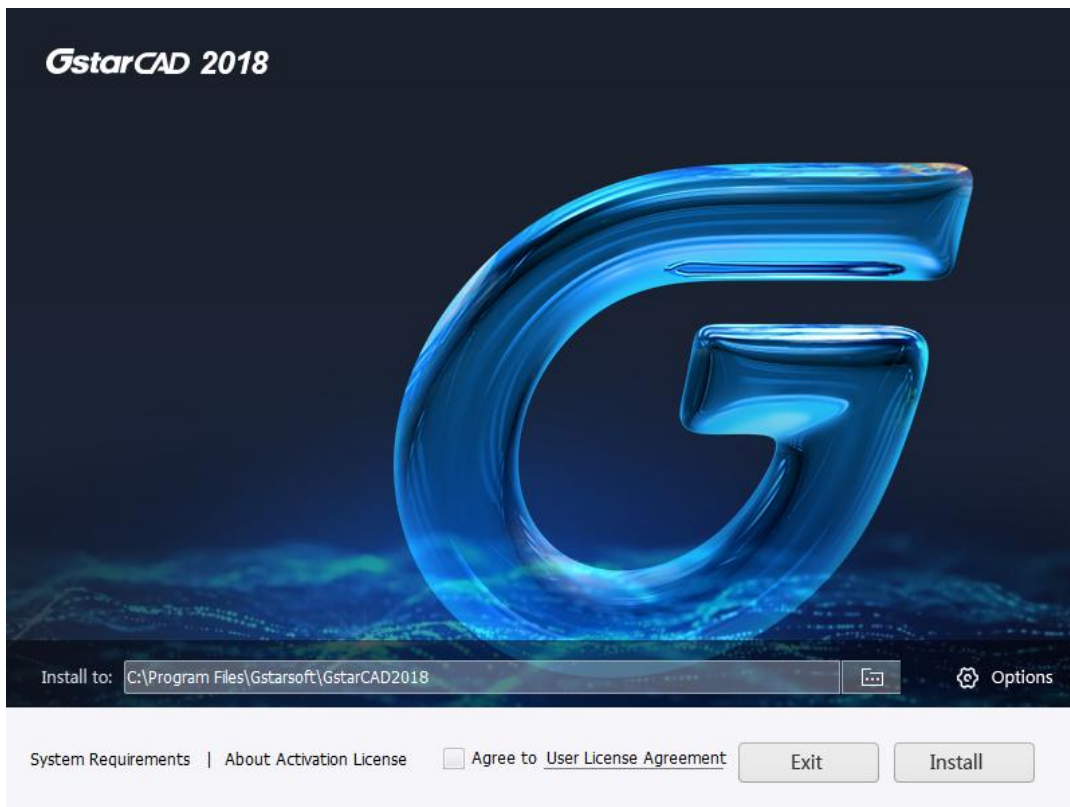 GstarCAD 2018
Install to: C:\Program Files\Gstarsoft\GstarCAD2018 Options
System Requirements | About Activation License Agree to User License Agreement Exit Install